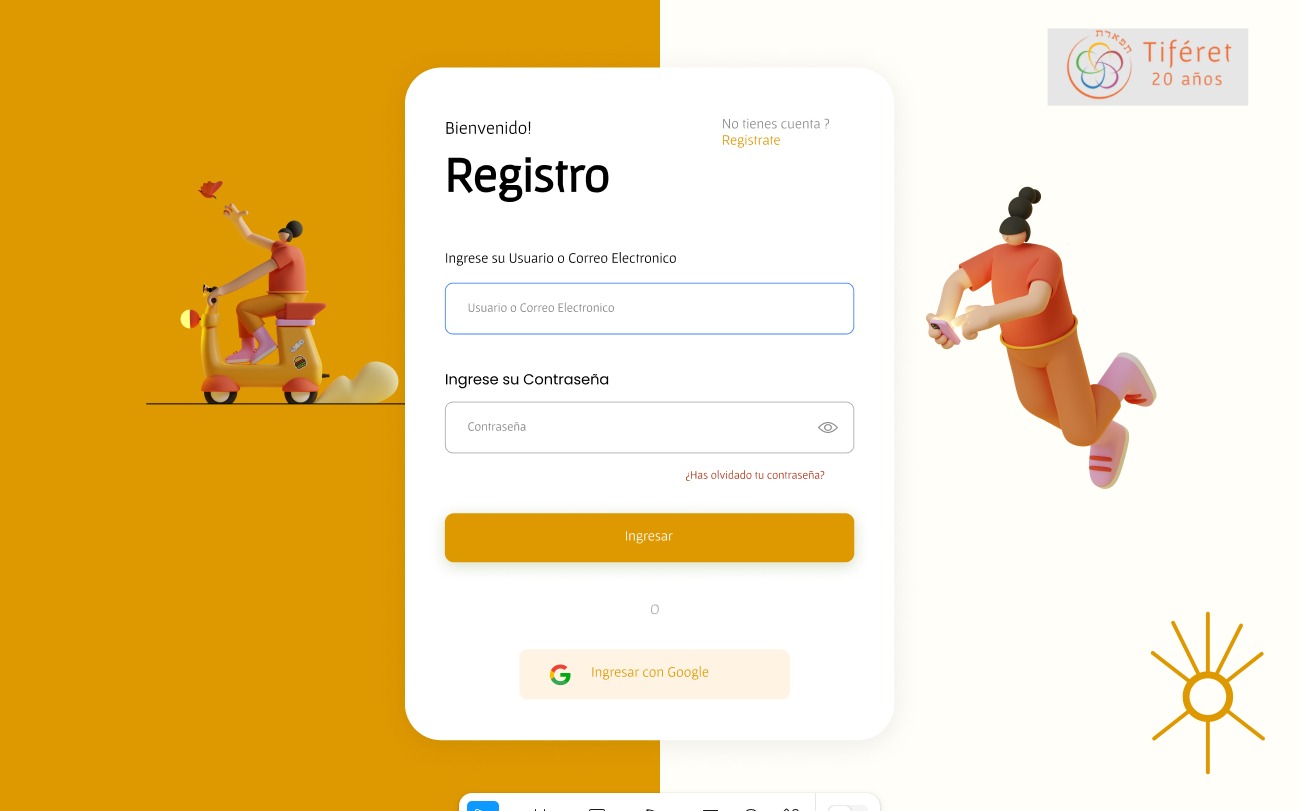 תפארת
Tiféret
20 años
Bienvenido!
No tienes cuenta ?
Registrate
Registro
Ingrese su Usuario o Correo Electronico
Usuario o Correo Electronico
Ingrese su Contraseña
Contraseña
¿Has olvidado tu contraseña?
Ingresar
O
Ingresar con Google